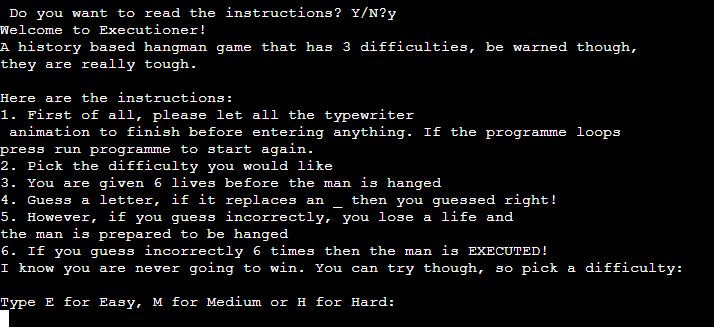 Do you want to read the instructions? Y/N?y
Welcome to Executioner!
A history based hangman game that has 3 difficulties, be warned though,
they are really tough.
Here are the instructions:
1. First of all, please let all the typewriter
animation to finish before entering anything. If the programme loops
press run programme to start again.
2. Pick the difficulty you would like
3. You are given 6 lives before the man is hanged
4. Guess a letter, if it replaces an _ then you guessed right!
5. However, if you guess incorrectly, you lose a life and
the man is prepared to be hanged
6. If you guess incorrectly 6 times then the man is EXECUTED!
I know you are never going to win. You can try though, so pick a difficulty:
Type E for Easy, M for Medium or H for Hard: